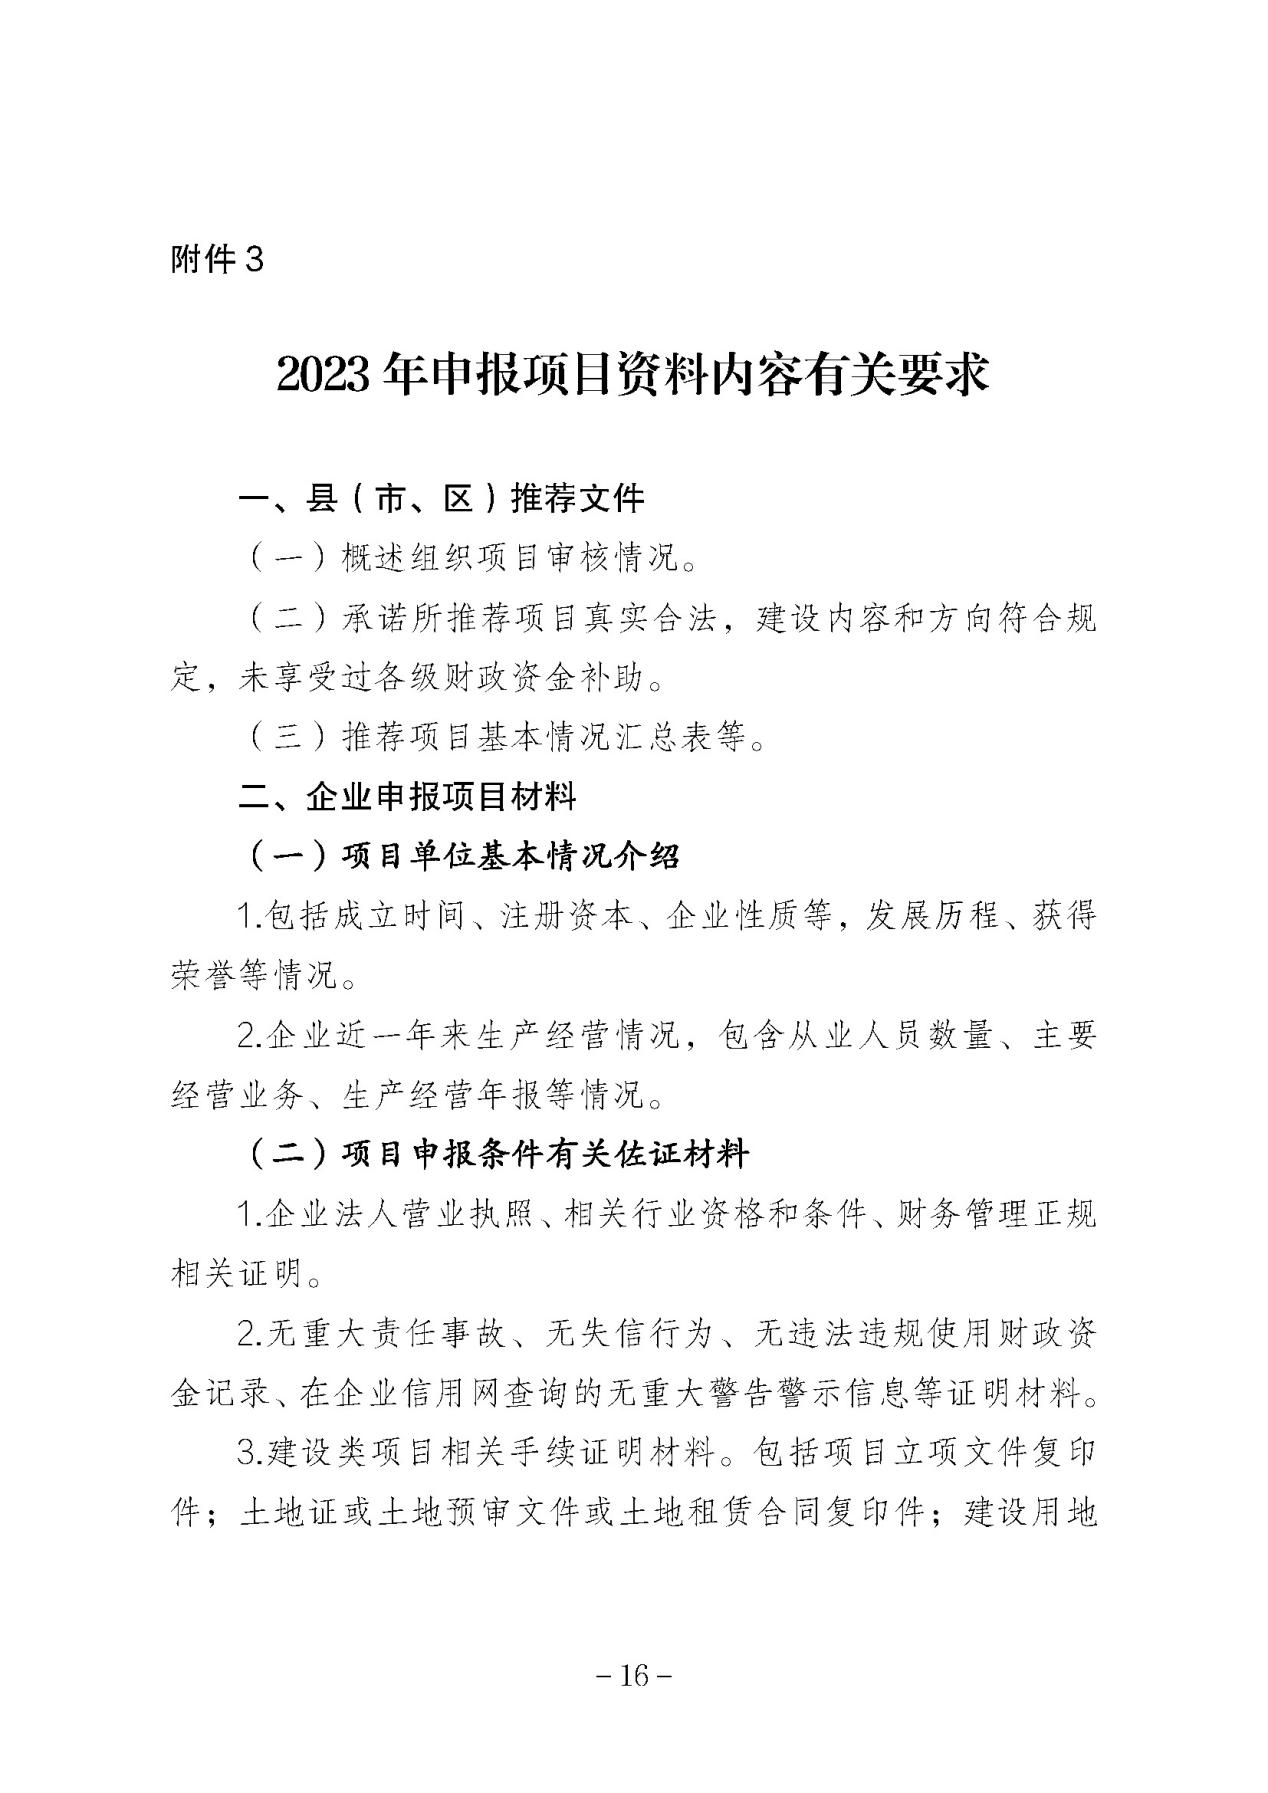 附件 3
2023 年申报项目资料内容有关要求
一、县（市、区）推荐文件
（一）概述组织项目审核情况。
（二）承诺所推荐项目真实合法，建设内容和方向符合规
定，未享受过各级财政资金补助。
（三）推荐项目基本情况汇总表等。
二、企业申报项目材料
（一）项目单位基本情况介绍
1.包括成立时间、注册资本、企业性质等，发展历程、获得
荣誉等情况。
2.企业近一年来生产经营情况，包含从业人员数量、主要
经营业务、生产经营年报等情况。
（二）项目申报条件有关佐证材料
1.企业法人营业执照、相关行业资格和条件、财务管理正规
相关证明。
2.无重大责任事故、无失信行为、无违法违规使用财政资
金记录、在企业信用网查询的无重大警告警示信息等证明材料。
3.建设类项目相关手续证明材料。包括项目立项文件复印
件；土地证或土地预审文件或土地租赁合同复印件；建设用地
– 16 –